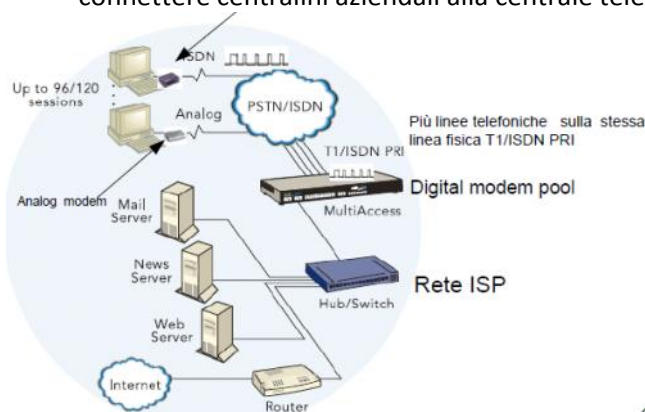 connettere centralini aziendali alla centrale tele
ISDN
Up to 96/120
sessions
Analog
PSTN/ISDN
Più linee telefoniche sulla stessa
linea fisica T1/ISDN PRI
T1/ISDN PRI
Analog modem
Digital modem pool
MultiAccess
Mail
Server
News
Server
Rete ISP
Hub/Switch
Web
Server
Internet
Router